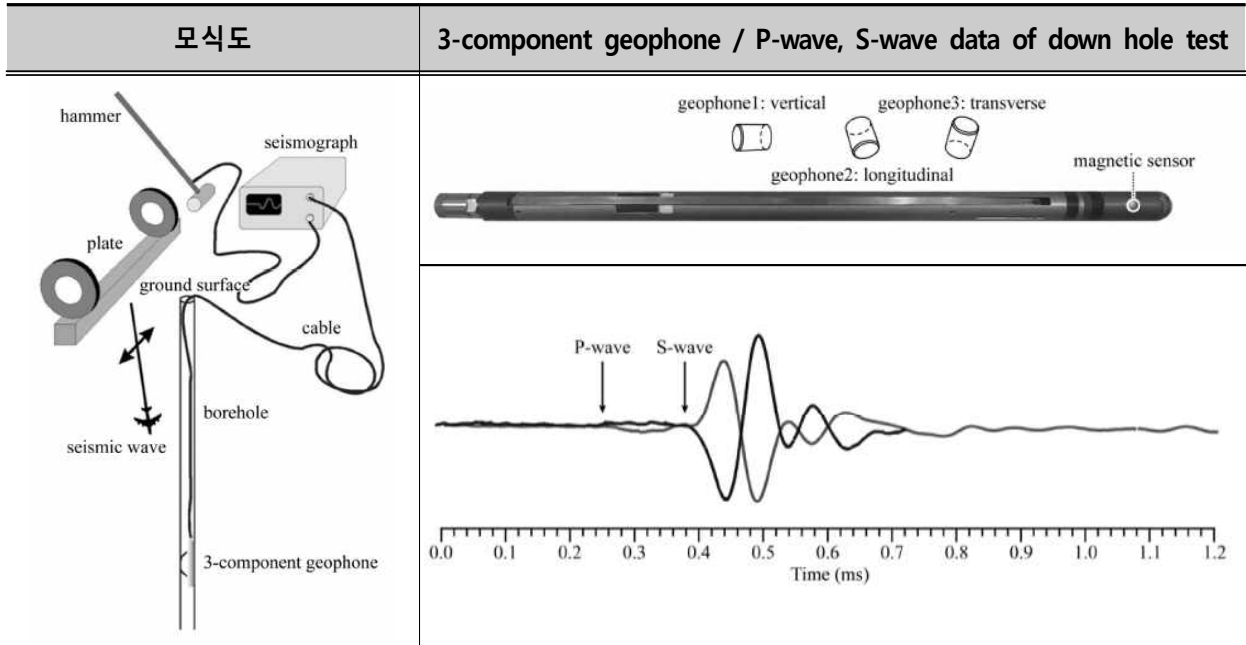 모식도
3-component geophone / P-wave, S-wave data of down hole test
hammer
seismograph
plate
ground surface
cable
borehole
seismic wave
3-component geophone
geophone1: vertical
geophone3: transverse
geophone2: longitudinal
magnetic sensor
P-wave
S-wave
0.0 0.1 0.2 0.3 0.4 0.5 0.6 0.7 0.8 0.9 1.0 1.1 1.2
Time (ms)